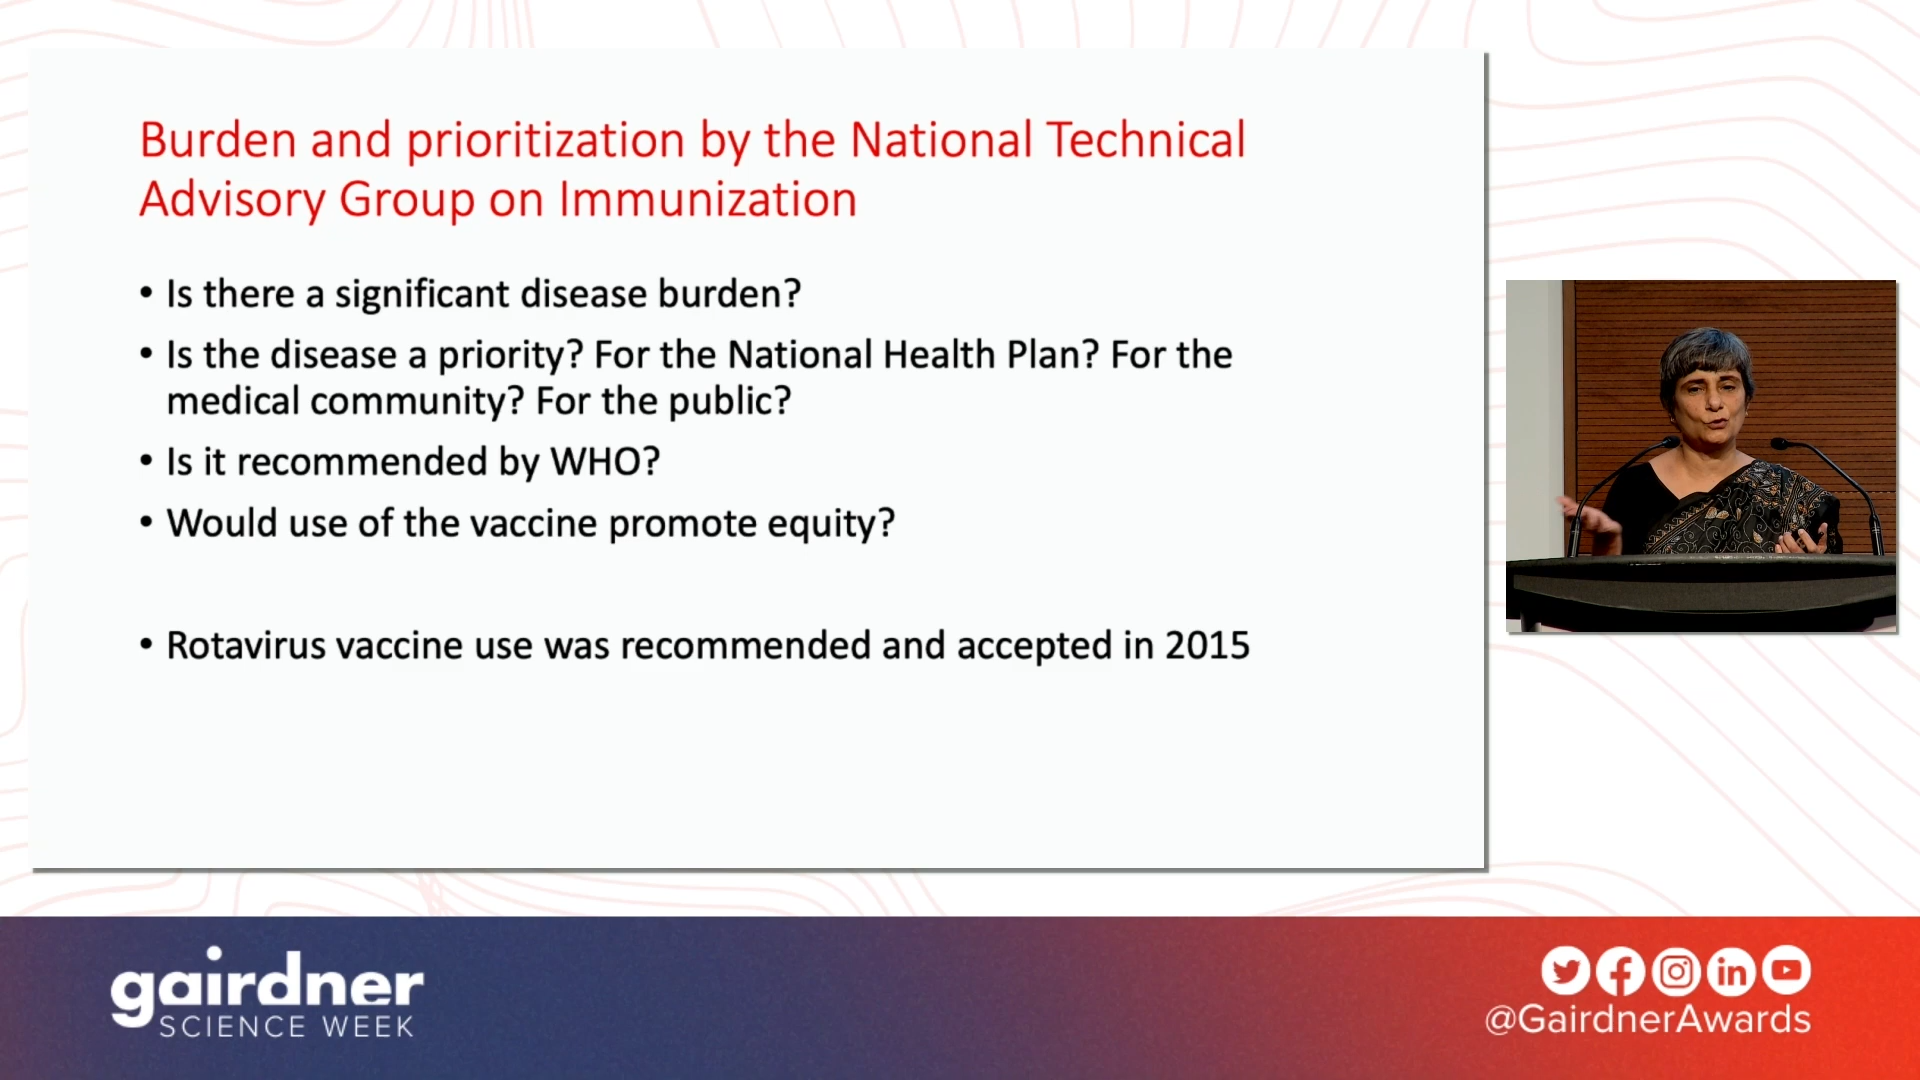 Burden and prioritization by the National Technical
Advisory Group on Immunization
• Is there a significant disease burden?
• Is the disease a priority? For the National Health Plan? For the
medical community? For the public?
• Is it recommended by WHO?
• Would use of the vaccine promote equity?
• Rotavirus vaccine use was recommended and accepted in 2015
gairdner
SCIENCE WEEK
in
@GairdnerAwards